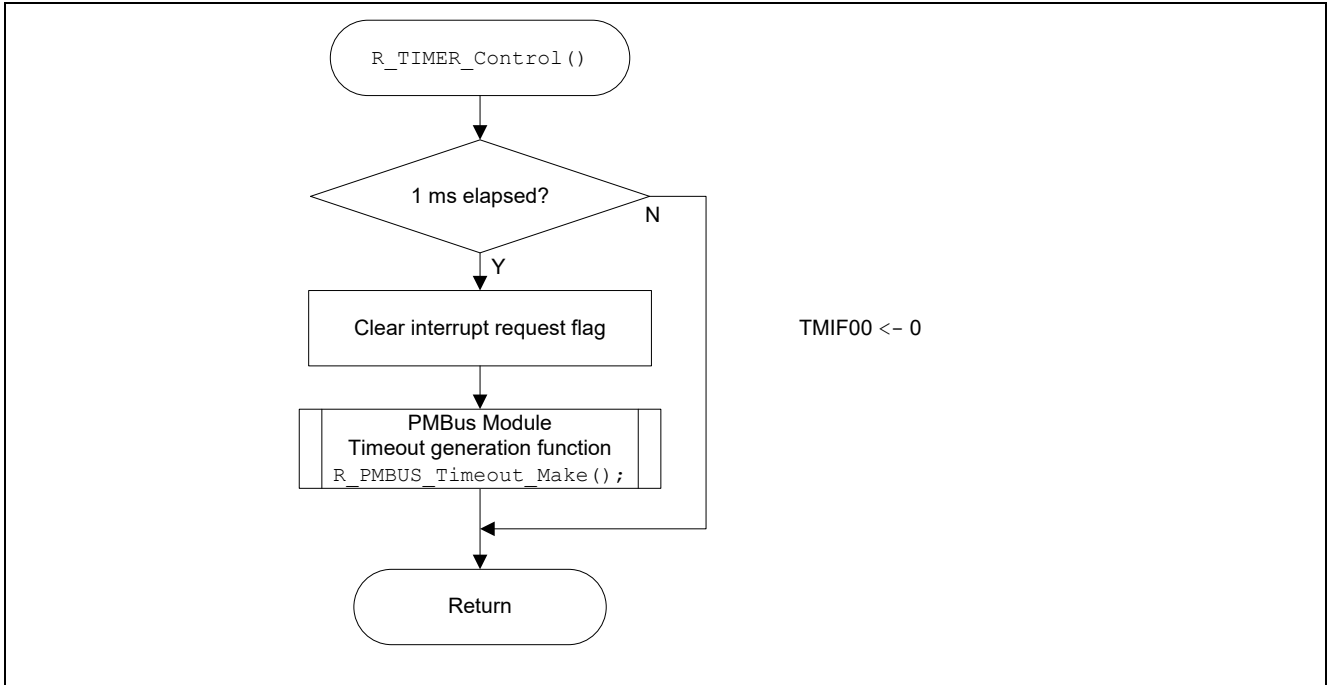 R_TIMER_Control()
1 ms elapsed?
N
Y
Clear interrupt request flag
TMIF00 <- 0
PMBus Module
Timeout generation function
R_PMBUS_Timeout_Make();
Return